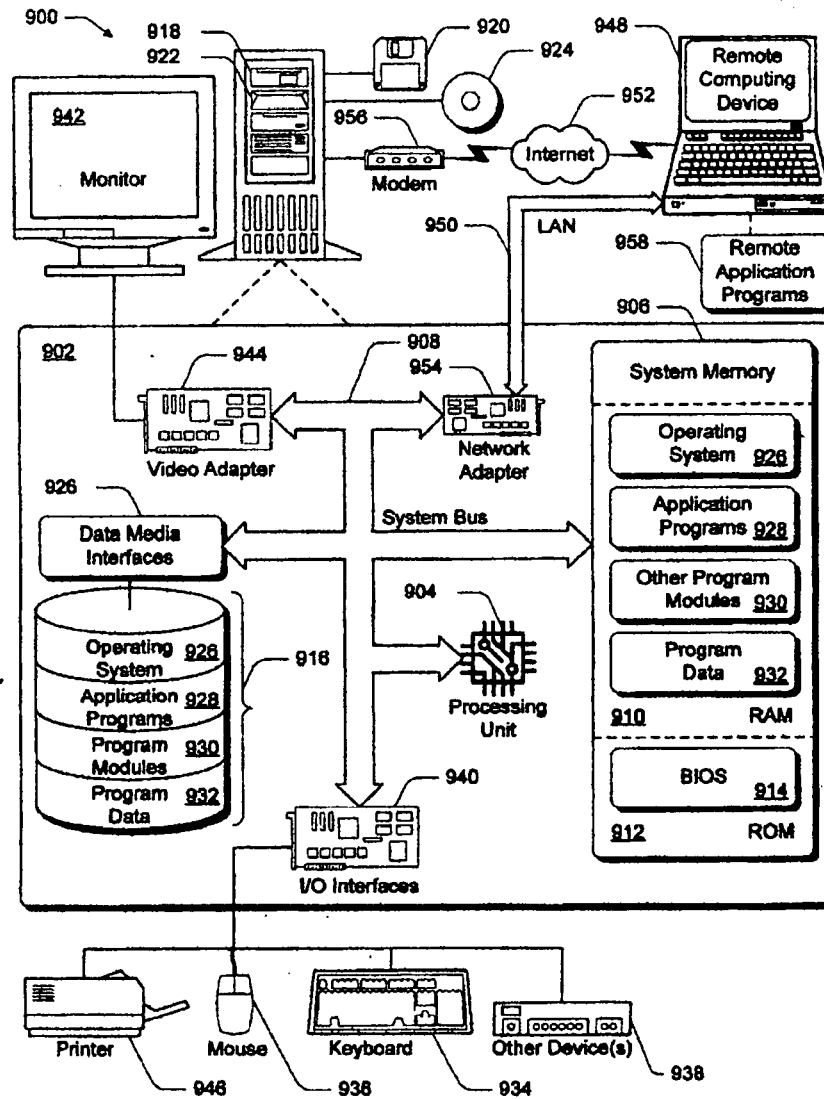 900
918
922
920
924
948
Remote
Computing
Device
942
Monitor
956
Modem
952
Internet
950
LAN
958
Remote
Application
Programs
902
944
Video Adapter
908
954
Network
Adapter
906
System Memory
Operating
System 926
Application
Programs 928
Other Program
Modules 930
Program
Data 932
910 RAM
BIOS 914
912 ROM
926
Data Media
Interfaces
System Bus
Operating
System 926
Application
Programs 928
Program
Modules 930
Program
Data 932
916
904
Processing
Unit
940
I/O Interfaces
Printer
946
Mouse
936
Keyboard
934
Other Device(s)
938